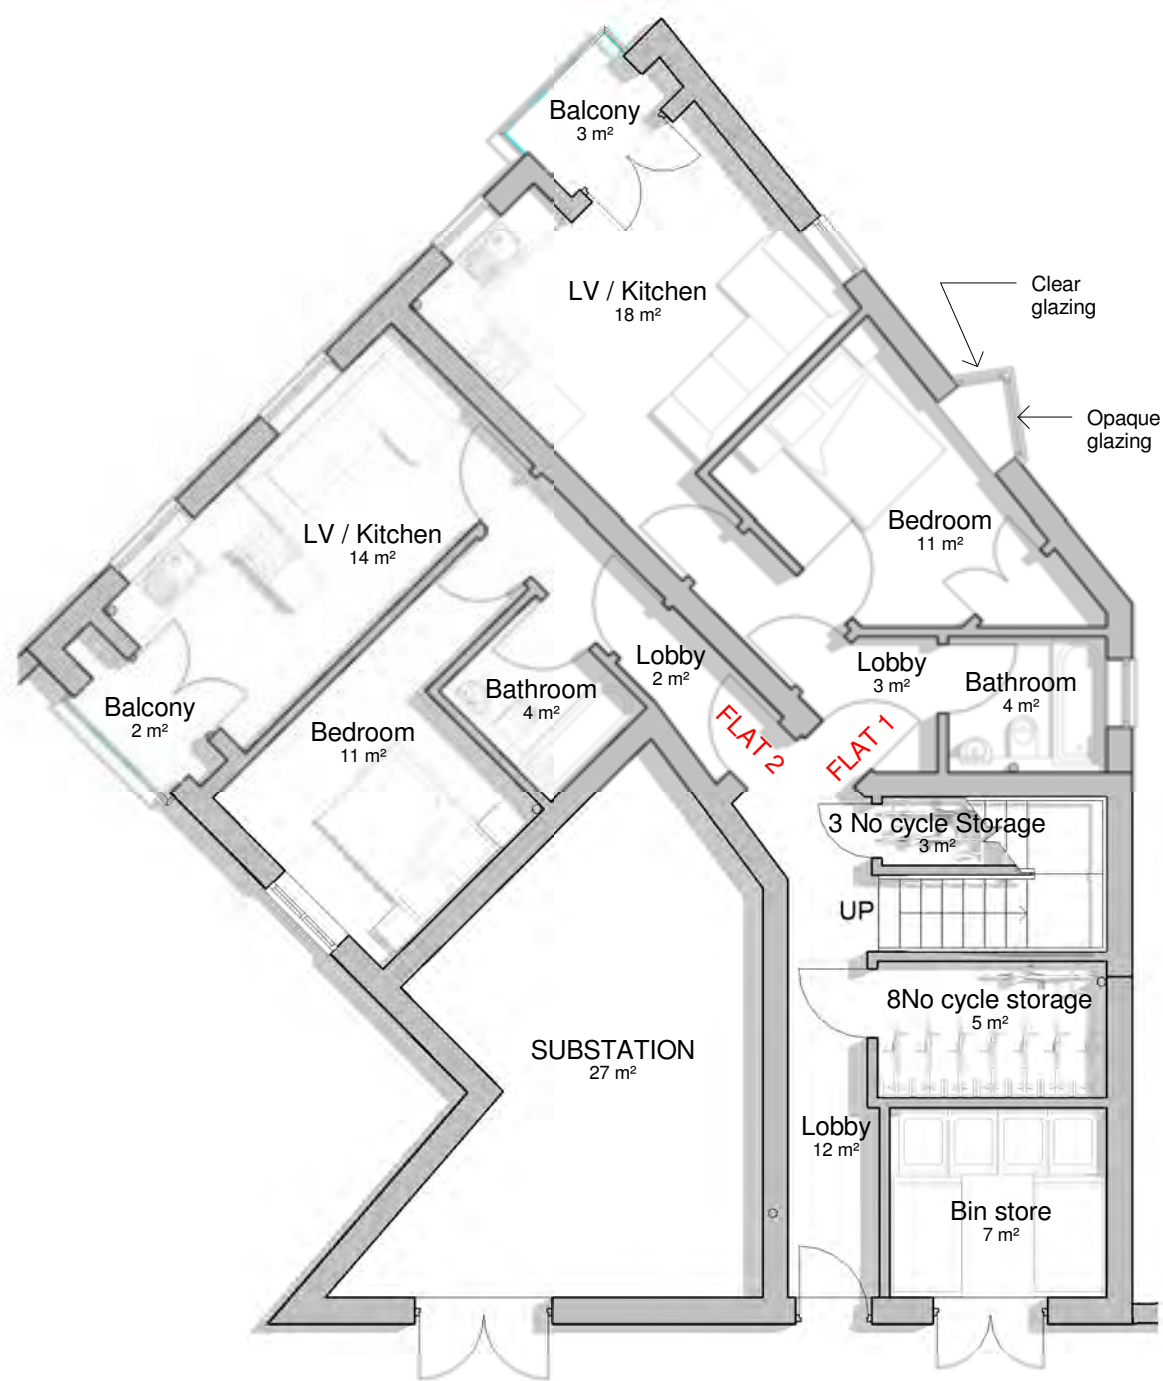 Balcony
3 m²
LV / Kitchen
18 m²
Clear
glazing
Opaque
glazing
LV / Kitchen
14 m²
Bedroom
11 m²
Lobby
2 m²
Lobby
3 m²
Bathroom
4 m²
Bathroom
4 m²
Balcony
2 m²
Bedroom
11 m²
FLAT 2
FLAT 1
3 No cycle Storage
3 m²
UP
8No cycle storage
5 m²
SUBSTATION
27 m²
Lobby
12 m²
Bin store
7 m²